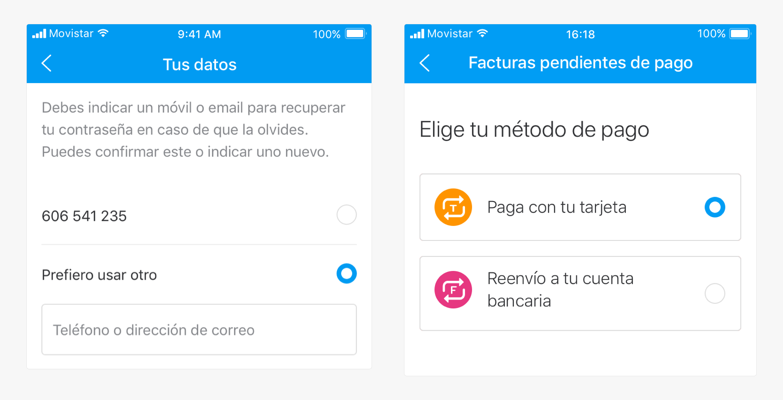 Movistar 9:41 AM 100%
Tus datos
Debes indicar un móvil o email para recuperar
tu contraseña en caso de que la olvides.
Puedes confirmar este o indicar uno nuevo.
606 541 235
Prefiero usar otro
Teléfono o dirección de correo
Movistar 16:18 100%
Facturas pendientes de pago
Elige tu método de pago
T Paga con tu tarjeta
F Reenvío a tu cuenta
bancaria